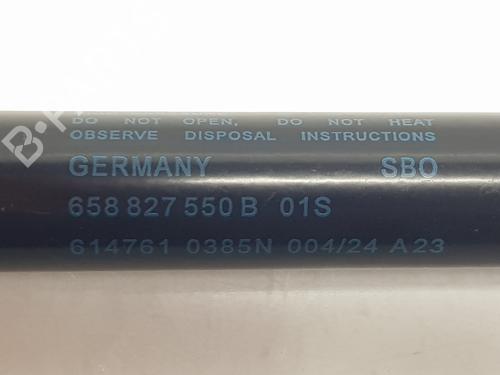 B-PARTS
DO NOT OPEN, DO NOT HEAT
OBSERVE DISPOSAL INSTRUCTIONS
GERMANY SBO
658 827 550 B 01S
614761 0385N 004/24 A23